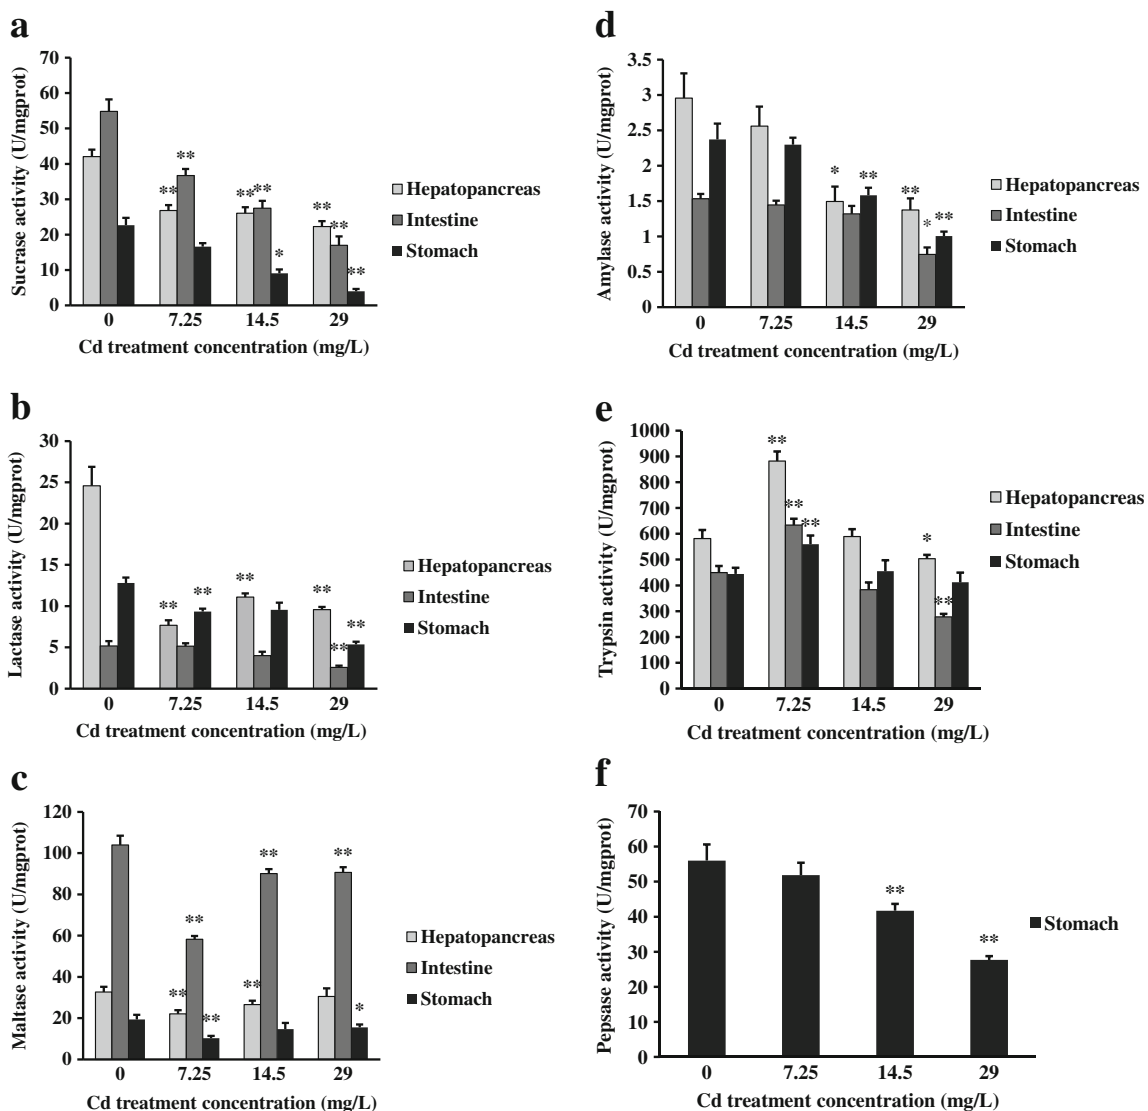 a
Sucrase activity (U/mgprot)
70
60
50
40
30
20
10
0
** ** ** ** * ** ** **
0 7.25 14.5 29
Cd treatment concentration (mg/L)
Hepatopancreas
Intestine
Stomach
b
Lactase activity (U/mgprot)
30
25
20
15
10
5
0
** ** ** ** ** **
0 7.25 14.5 29
Cd treatment concentration (mg/L)
Hepatopancreas
Intestine
Stomach
c
Maltase activity (U/mgprot)
120
100
80
60
40
20
0
** ** ** ** ** ** *
0 7.25 14.5 29
Cd treatment concentration (mg/L)
Hepatopancreas
Intestine
Stomach
d
Amylase activity (U/mgprot)
3.5
3
2.5
2
1.5
1
0.5
0
* ** ** * **
0 7.25 14.5 29
Cd treatment concentration (mg/L)
Hepatopancreas
Intestine
Stomach
e
Trypsin activity (U/mgprot)
1000
900
800
700
600
500
400
300
200
100
0
** ** ** * **
0 7.25 14.5 29
Cd treatment concentration (mg/L)
Hepatopancreas
Intestine
Stomach
f
Pepsase activity (U/mgprot)
70
60
50
40
30
20
10
0
** **
0 7.25 14.5 29
Cd treatment concentration (mg/L)
Stomach